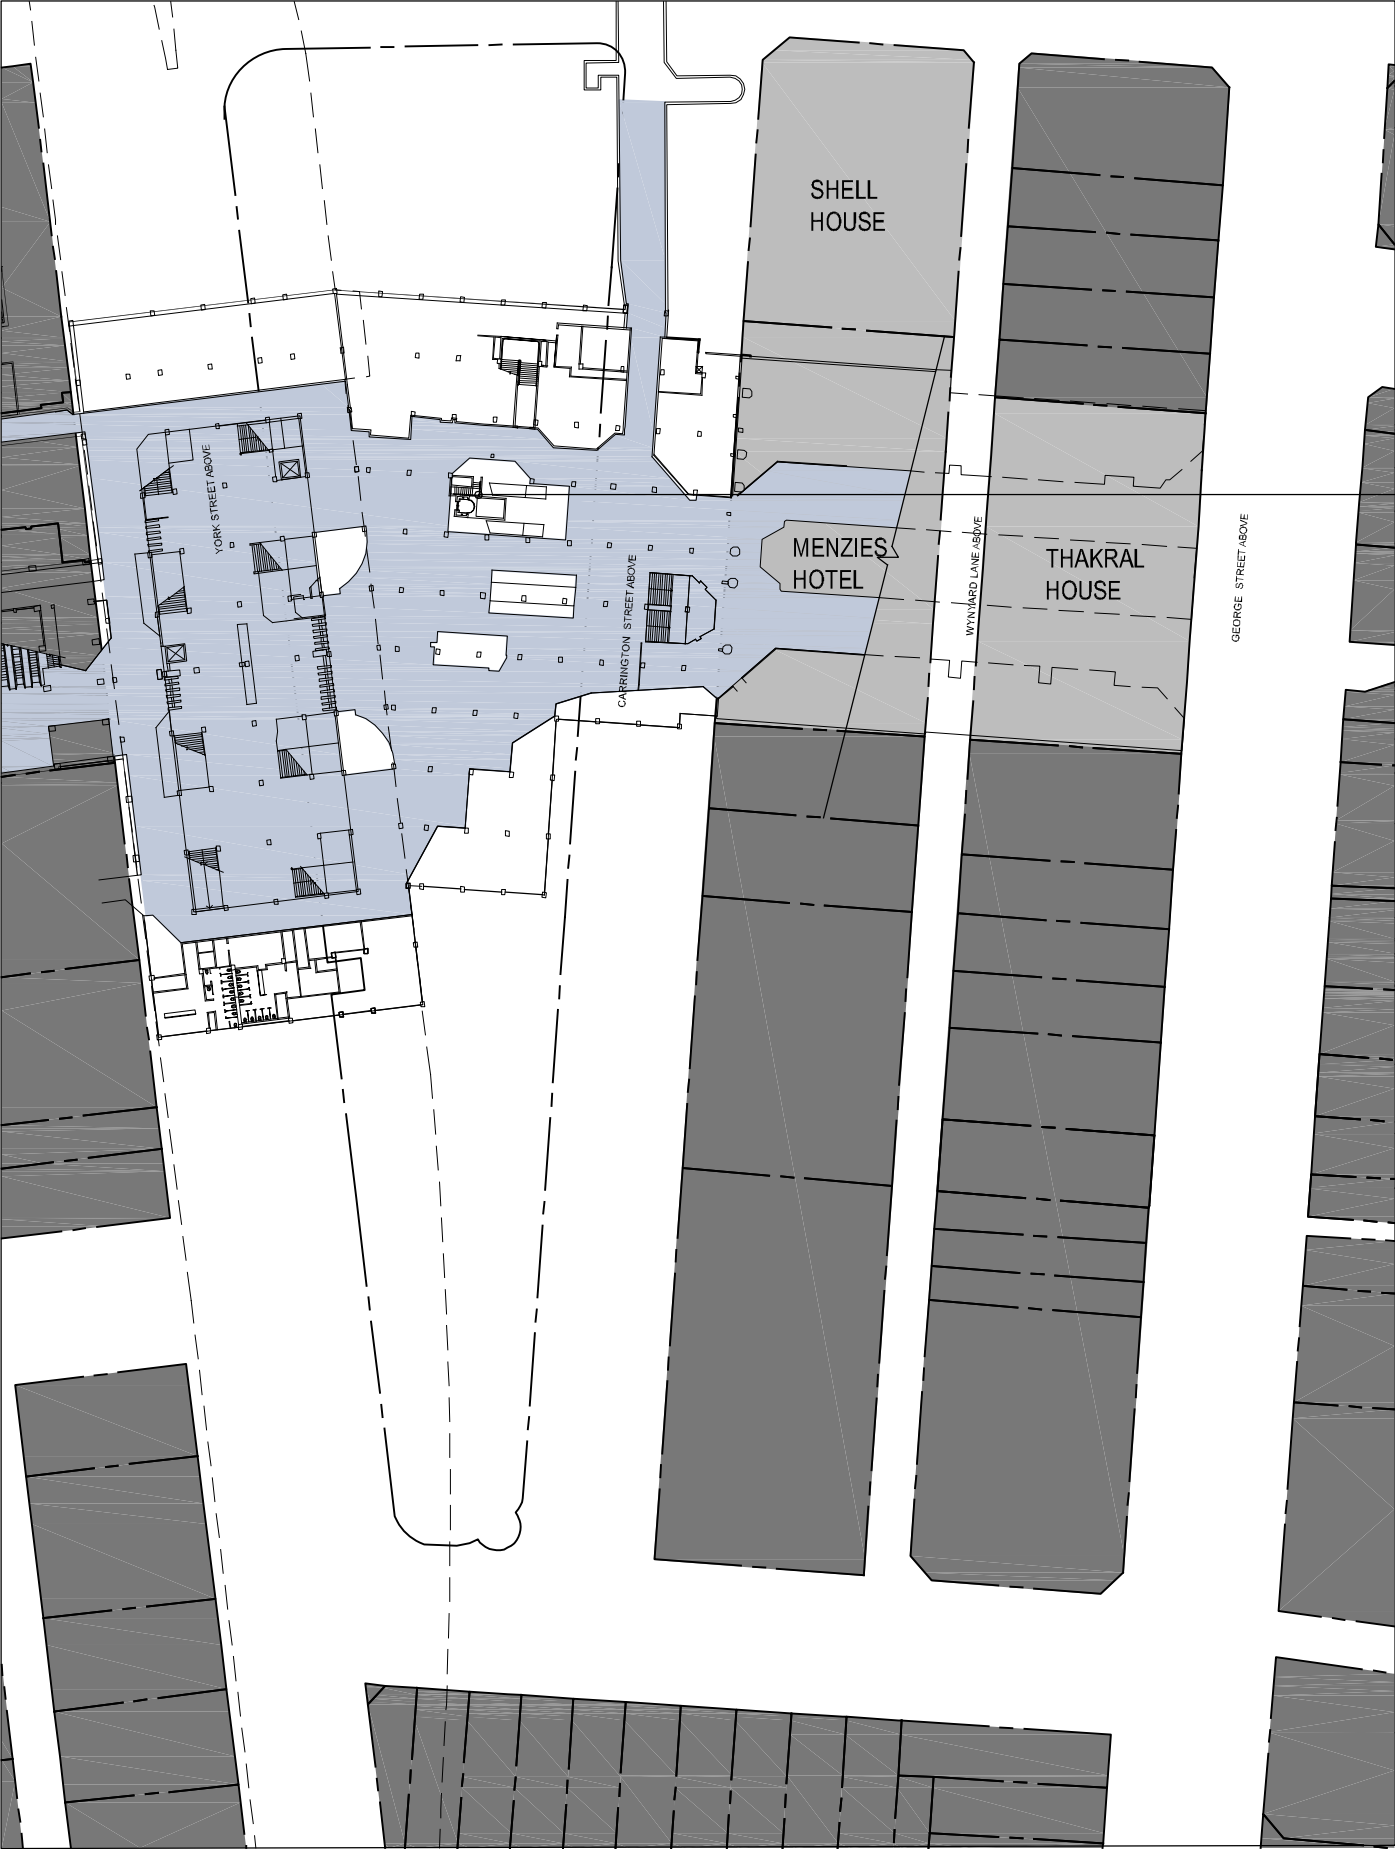 SHELL
HOUSE
YORK STREET ABOVE
MENZIES
HOTEL
CARRINGTON STREET ABOVE
WYNYARD LANE ABOVE
THAKRAL
HOUSE
GEORGE STREET ABOVE